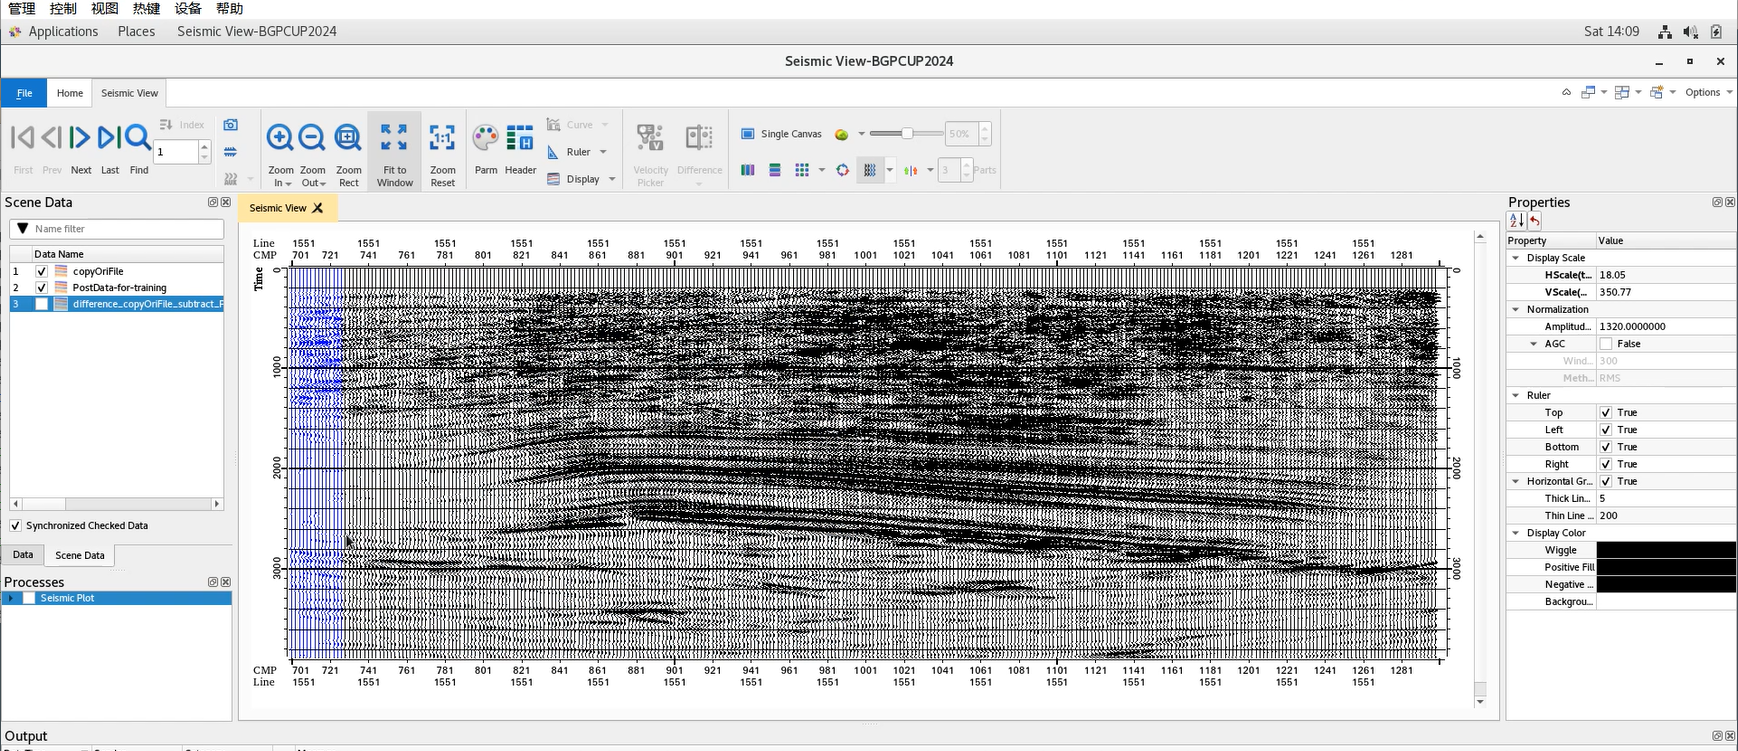 管理 控制 视图 热键 设备 帮助
Applications Places Seismic View-BGPCUP2024 Sat 14:09
Seismic View-BGPCUP2024
File Home Seismic View Options
Index Curve Single Canvas 50%
1 Ruler
First Prev Next Last Find Zoom In Zoom Out Zoom Rect Fit to Window Zoom Reset Parm Header Display Velocity Picker Difference 3 Parts
Scene Data
Name filter
Data Name
1 copyOriFile
2 PostData-for-training
3 difference_copyOriFile_subtract_P
Synchronized Checked Data
Data Scene Data
Processes
Seismic Plot
Seismic View
Line 1551 1551 1551 1551 1551 1551 1551 1551 1551 1551 1551 1551 1551 1551 1551
CMP 701 721 741 761 781 801 821 841 861 881 901 921 941 961 981 1001 1021 1041 1061 1081 1101 1121 1141 1161 1181 1201 1221 1241 1261 1281
Time
0 0
1000 1000
2000 2000
3000 3000
CMP 701 721 741 761 781 801 821 841 861 881 901 921 941 961 981 1001 1021 1041 1061 1081 1101 1121 1141 1161 1181 1201 1221 1241 1261 1281
Line 1551 1551 1551 1551 1551 1551 1551 1551 1551 1551 1551 1551 1551 1551 1551
Properties
Property Value
Display Scale
HScale(t... 18.05
VScale(... 350.77
Normalization
Amplitud... 1320.0000000
AGC False
Wind... 300
Meth... RMS
Ruler
Top True
Left True
Bottom True
Right True
Horizontal Gr... True
Thick Lin... 5
Thin Line ... 200
Display Color
Wiggle
Positive Fill
Negative ...
Backgrou...
Output